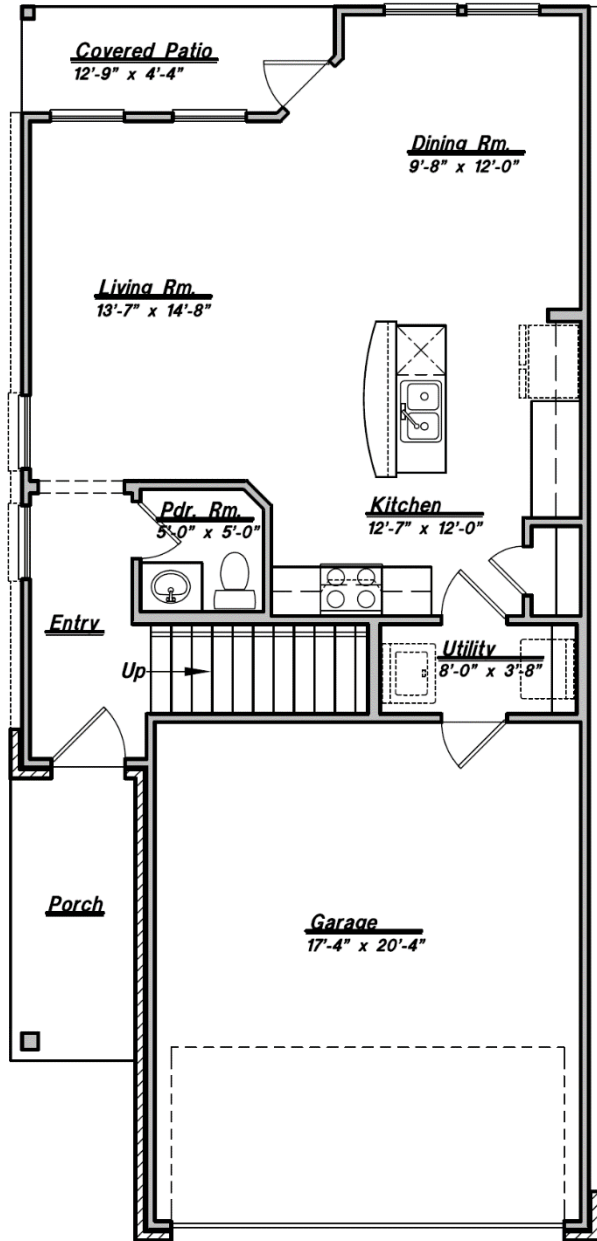 Covered Patio
12'-9" x 4'-4"
Dining Rm.
9'-8" x 12'-0"
Living Rm.
13'-7" x 14'-8"
Kitchen
12'-7" x 12'-0"
Pdr. Rm.
5'-0" x 5'-0"
Entry
Up
Utility
8'-0" x 3'-8"
Porch
Garage
17'-4" x 20'-4"